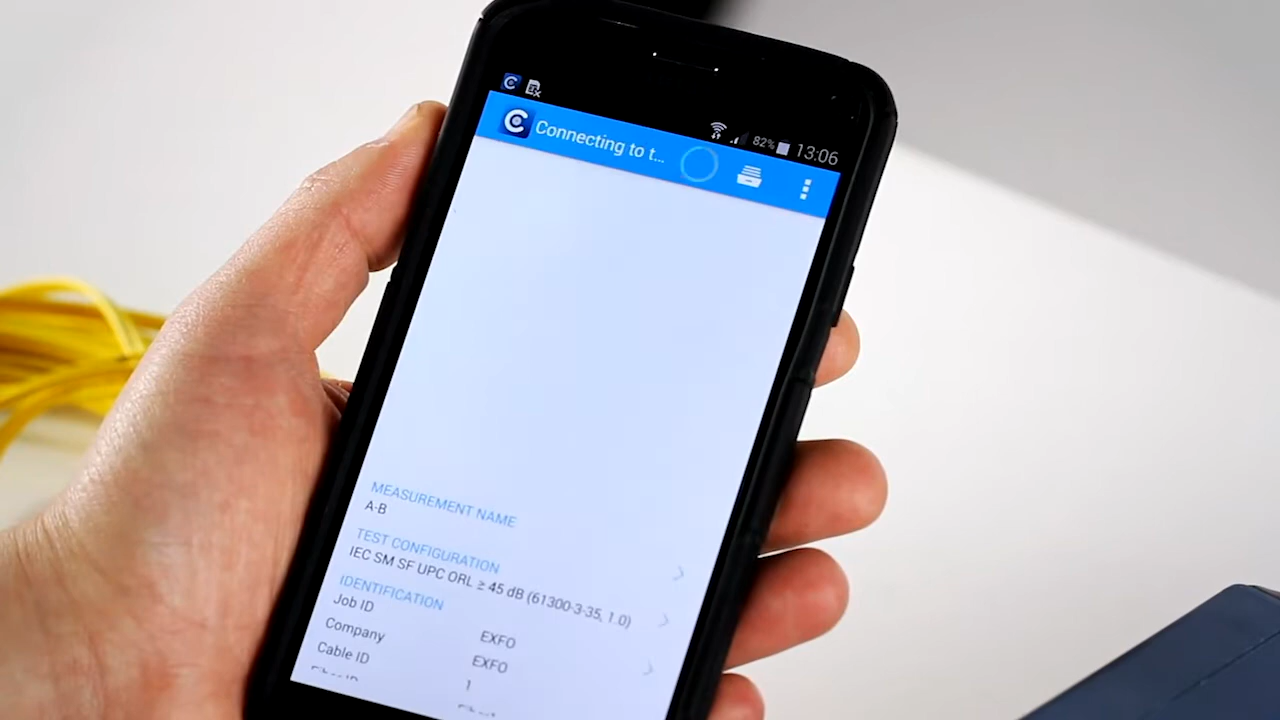 82% 13:06
Connecting to t...
MEASUREMENT NAME
A-B
TEST CONFIGURATION
IEC SM SF UPC ORL ≥ 45 dB (61300-3-35, 1.0)
IDENTIFICATION
Job ID EXFO
Company EXFO
Cable ID 1